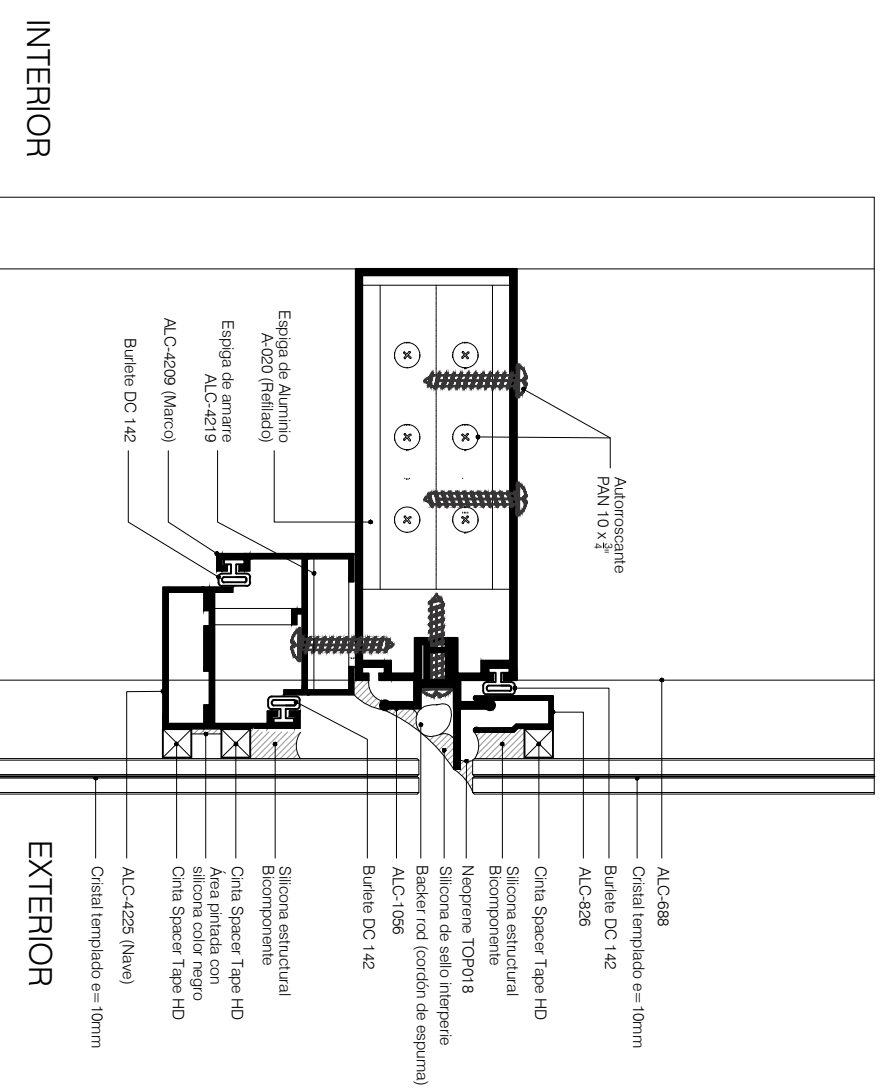 INTERIOR
Autorroscante
PAN 10 x 3/4"
Espiga de Aluminio
A-020 (Refilado)
Espiga de amarre
ALC-4219
ALC-4209 (Marco)
Burlete DC 142
ALC-688
Cristal templado e=10mm
Burlete DC 142
ALC-826
Cinta Spacer Tape HD
Silicona estructural
Bicomponente
Neoprene TOP018
Silicona de sello interperie
Backer rod (cordón de espuma)
ALC-1056
Burlete DC 142
Silicona estructural
Bicomponente
Cinta Spacer Tape HD
Área pintada con
silicona color negro
Cinta Spacer Tape HD
ALC-4225 (Nave)
Cristal templado e=10mm
EXTERIOR